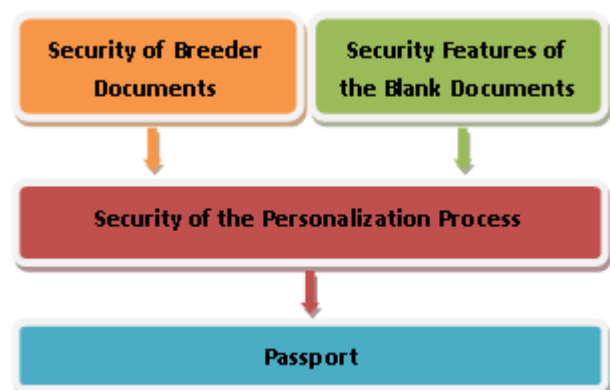 Security of Breeder
Documents
Security Features of
the Blank Documents
Security of the Personalization Process
Passport